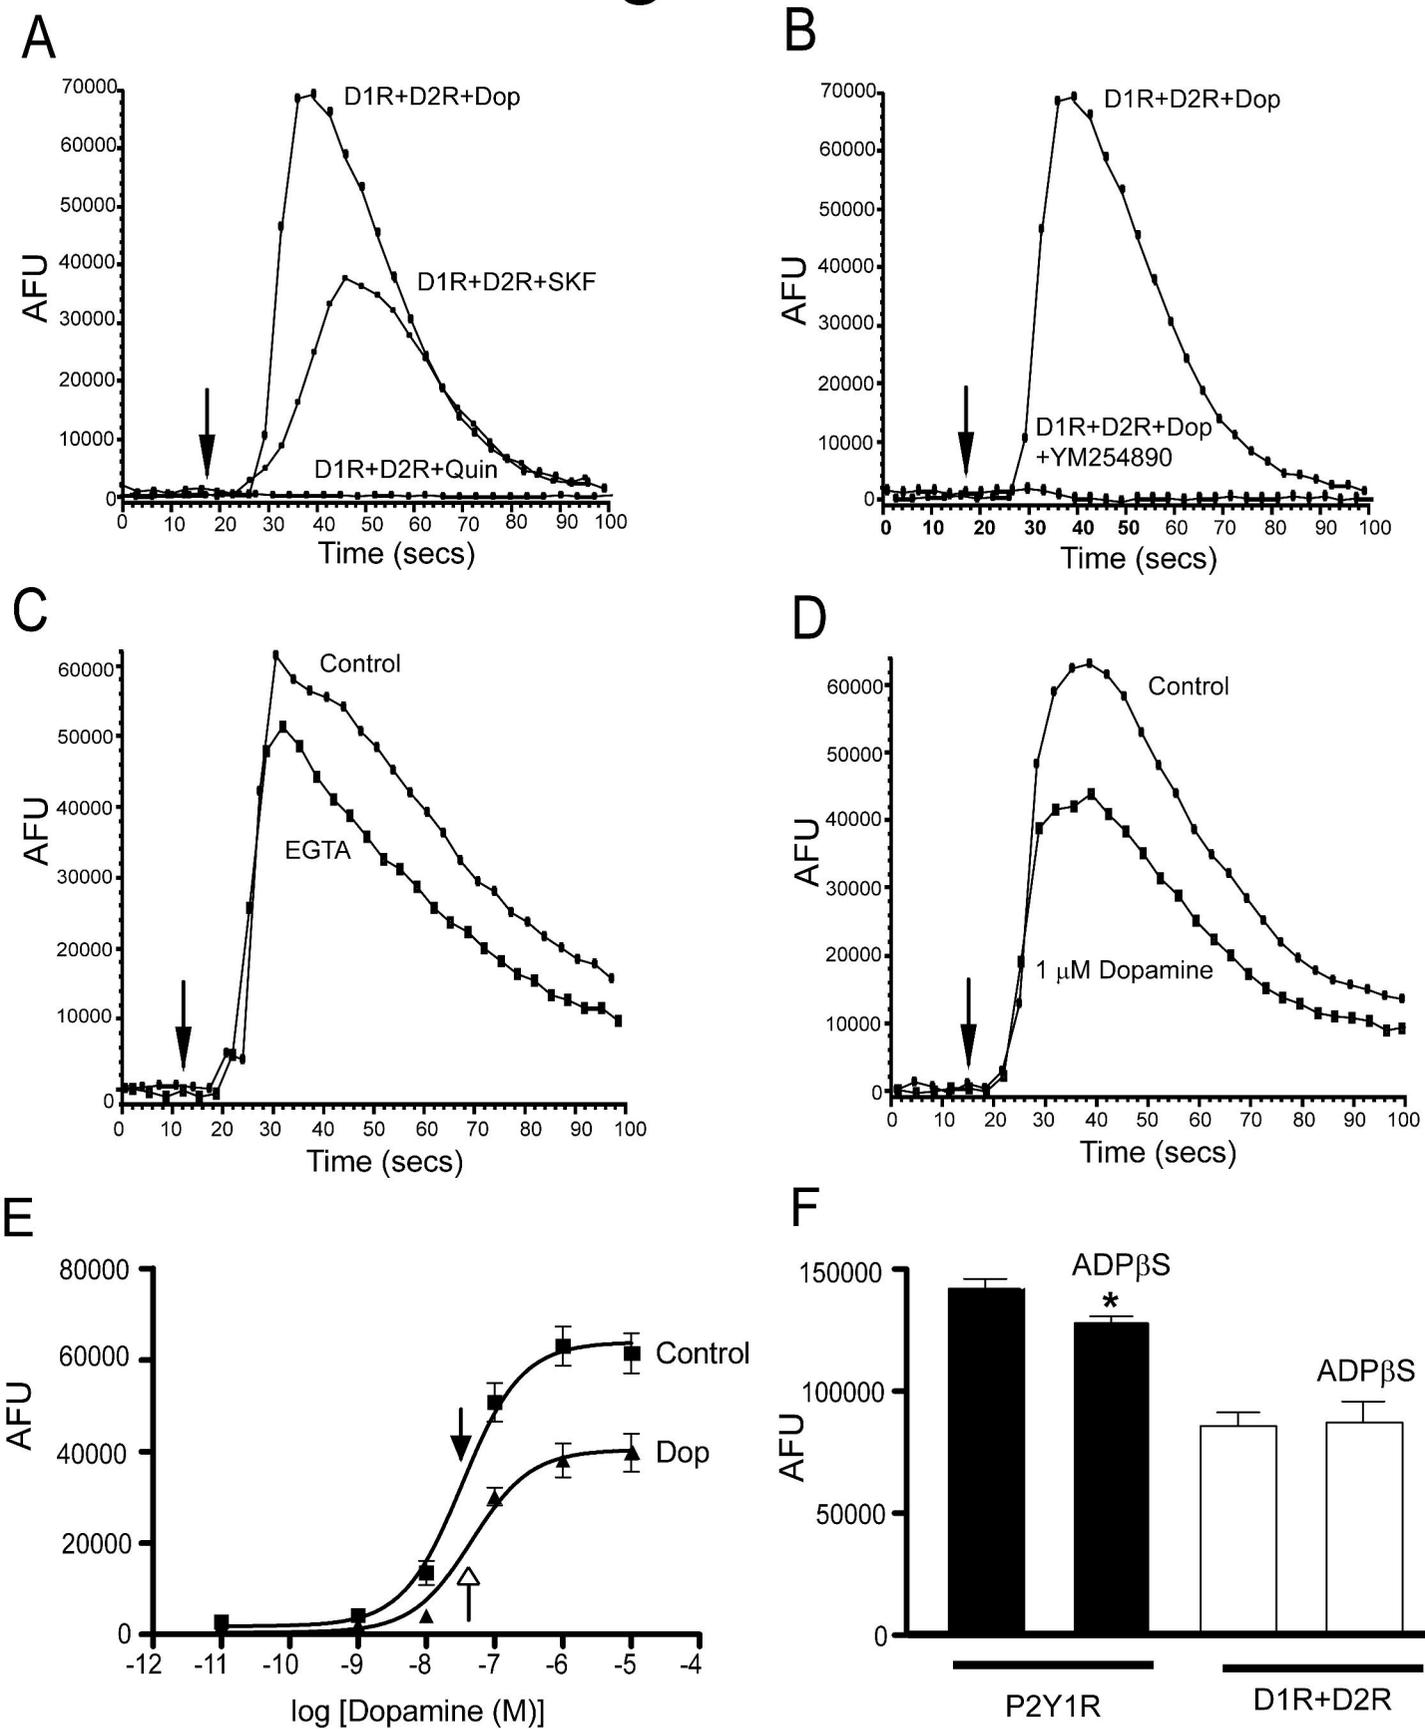 A
70000
60000
50000
40000
30000
20000
10000
0
AFU
D1R+D2R+Dop
D1R+D2R+SKF
D1R+D2R+Quin
0 10 20 30 40 50 60 70 80 90 100
Time (secs)
B
70000
60000
50000
40000
30000
20000
10000
0
AFU
D1R+D2R+Dop
D1R+D2R+Dop
+YM254890
0 10 20 30 40 50 60 70 80 90 100
Time (secs)
C
60000
50000
40000
30000
20000
10000
0
AFU
Control
EGTA
0 10 20 30 40 50 60 70 80 90 100
Time (secs)
D
60000
50000
40000
30000
20000
10000
0
AFU
Control
1 μM Dopamine
0 10 20 30 40 50 60 70 80 90 100
Time (secs)
E
80000
60000
40000
20000
0
AFU
Control
Dop
-12 -11 -10 -9 -8 -7 -6 -5 -4
log [Dopamine (M)]
F
150000
100000
50000
0
AFU
ADPβS
*
ADPβS
P2Y1R
D1R+D2R